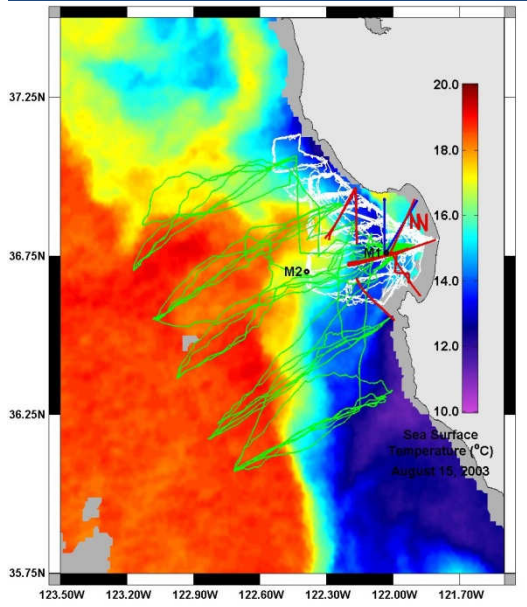 37.25N
36.75N
36.25N
35.75N
123.50W 123.20W 122.90W 122.60W 122.30W 122.00W 121.70W
M1
M2
20.0
18.0
16.0
14.0
12.0
10.0
Sea Surface
Temperature (°C)
August 15, 2003